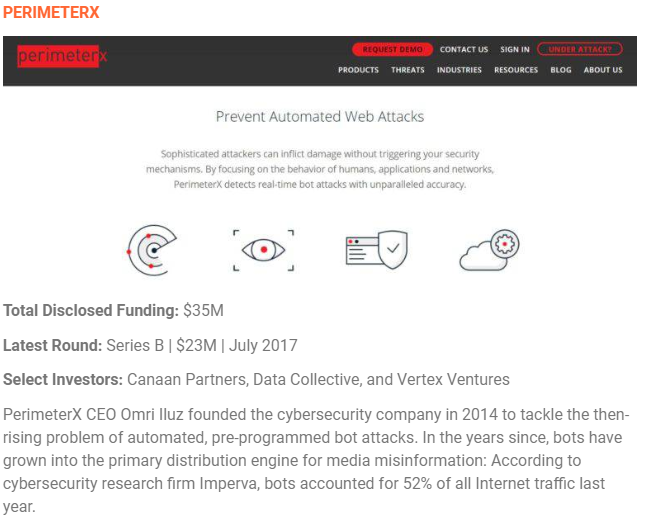 PERIMETERX
perimeterx
REQUEST DEMO CONTACT US SIGN IN UNDER ATTACK?
PRODUCTS THREATS INDUSTRIES RESOURCES BLOG ABOUT US
Prevent Automated Web Attacks
Sophisticated attackers can inflict damage without triggering your security
mechanisms. By focusing on the behavior of humans, applications and networks,
PerimeterX detects real-time bot attacks with unparalleled accuracy.
Total Disclosed Funding: $35M
Latest Round: Series B | $23M | July 2017
Select Investors: Canaan Partners, Data Collective, and Vertex Ventures
PerimeterX CEO Omri Iluz founded the cybersecurity company in 2014 to tackle the then-
rising problem of automated, pre-programmed bot attacks. In the years since, bots have
grown into the primary distribution engine for media misinformation: According to
cybersecurity research firm Imperva, bots accounted for 52% of all Internet traffic last
year.